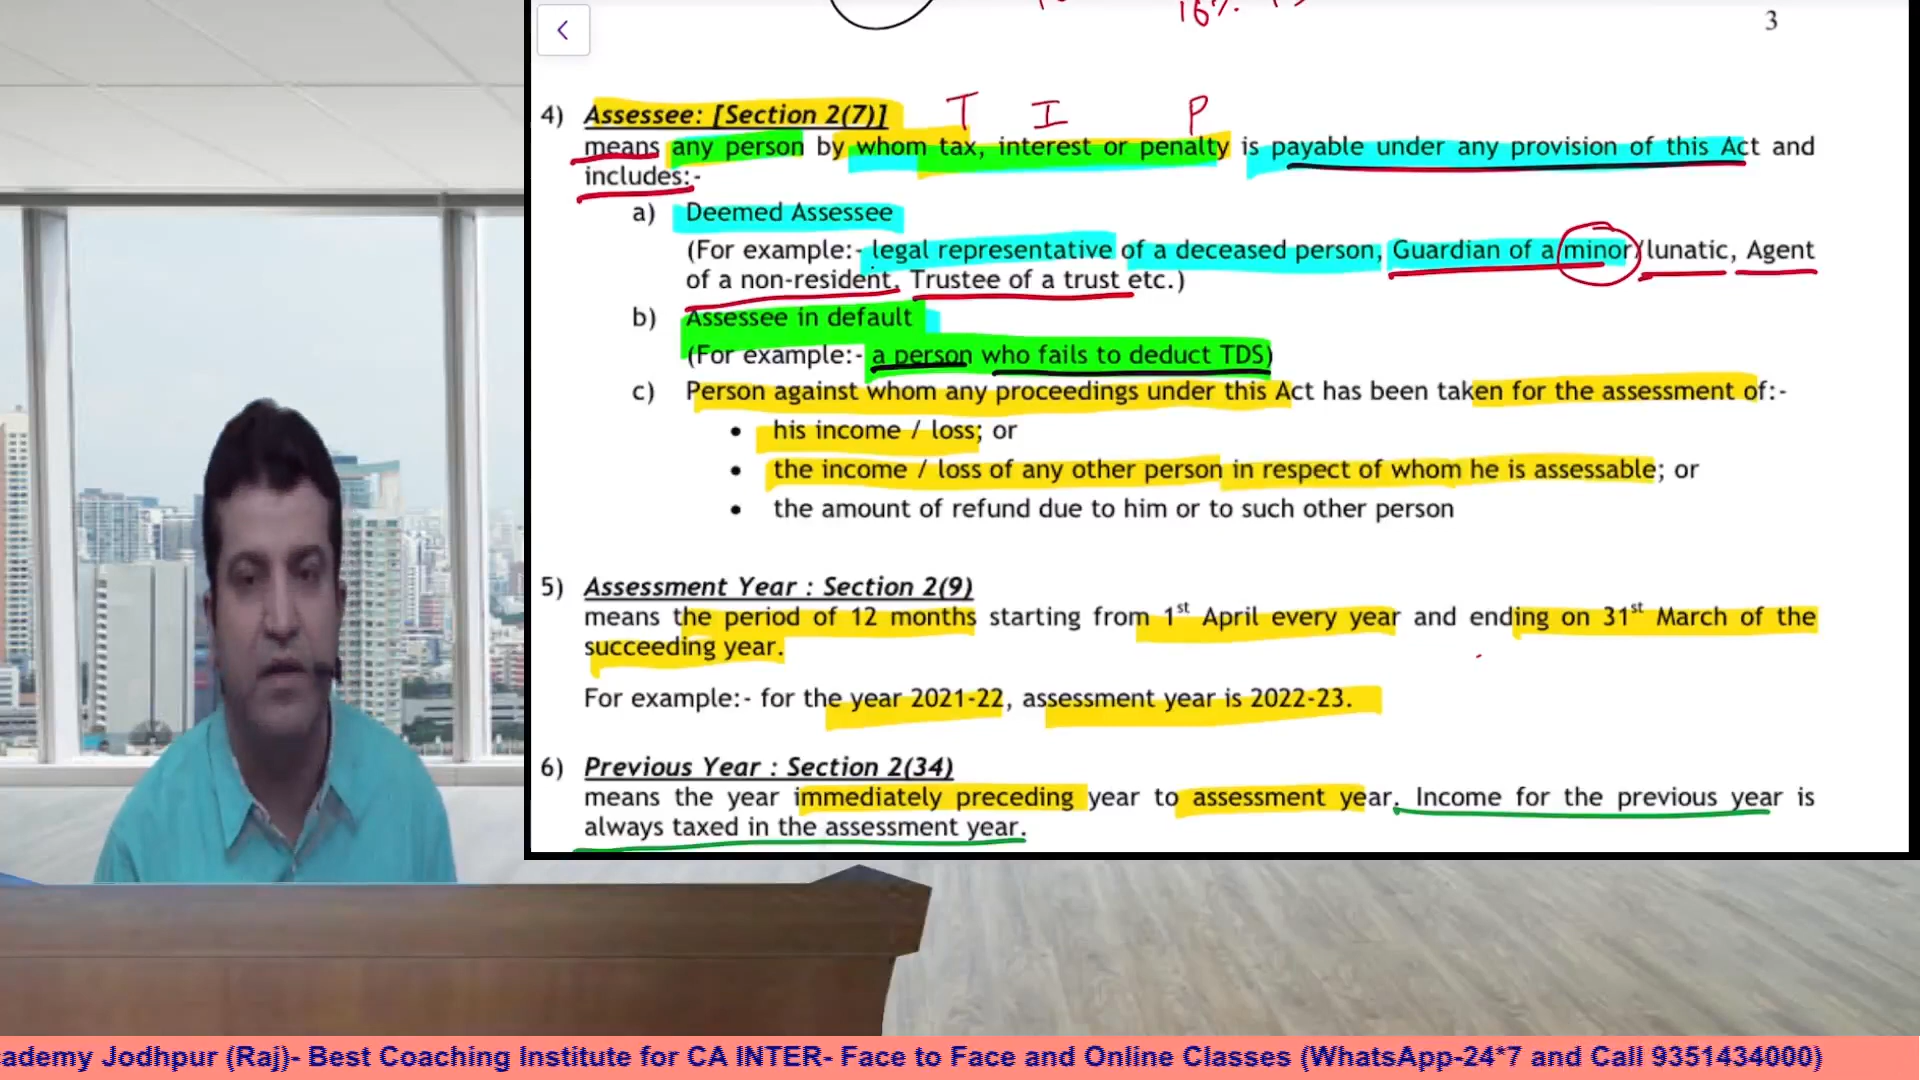 16%
3
T I P
4) Assessee: [Section 2(7)]
means any person by whom tax, interest or penalty is payable under any provision of this Act and
includes:-
a) Deemed Assessee
(For example:- legal representative of a deceased person, Guardian of a minor/lunatic, Agent
of a non-resident, Trustee of a trust etc.)
b) Assessee in default
(For example:- a person who fails to deduct TDS)
c) Person against whom any proceedings under this Act has been taken for the assessment of:-
• his income / loss; or
• the income / loss of any other person in respect of whom he is assessable; or
• the amount of refund due to him or to such other person
5) Assessment Year : Section 2(9)
means the period of 12 months starting from 1st April every year and ending on 31st March of the
succeeding year.
For example:- for the year 2021-22, assessment year is 2022-23.
6) Previous Year : Section 2(34)
means the year immediately preceding year to assessment year. Income for the previous year is
always taxed in the assessment year.
cademy Jodhpur (Raj)- Best Coaching Institute for CA INTER- Face to Face and Online Classes (WhatsApp-24*7 and Call 9351434000)